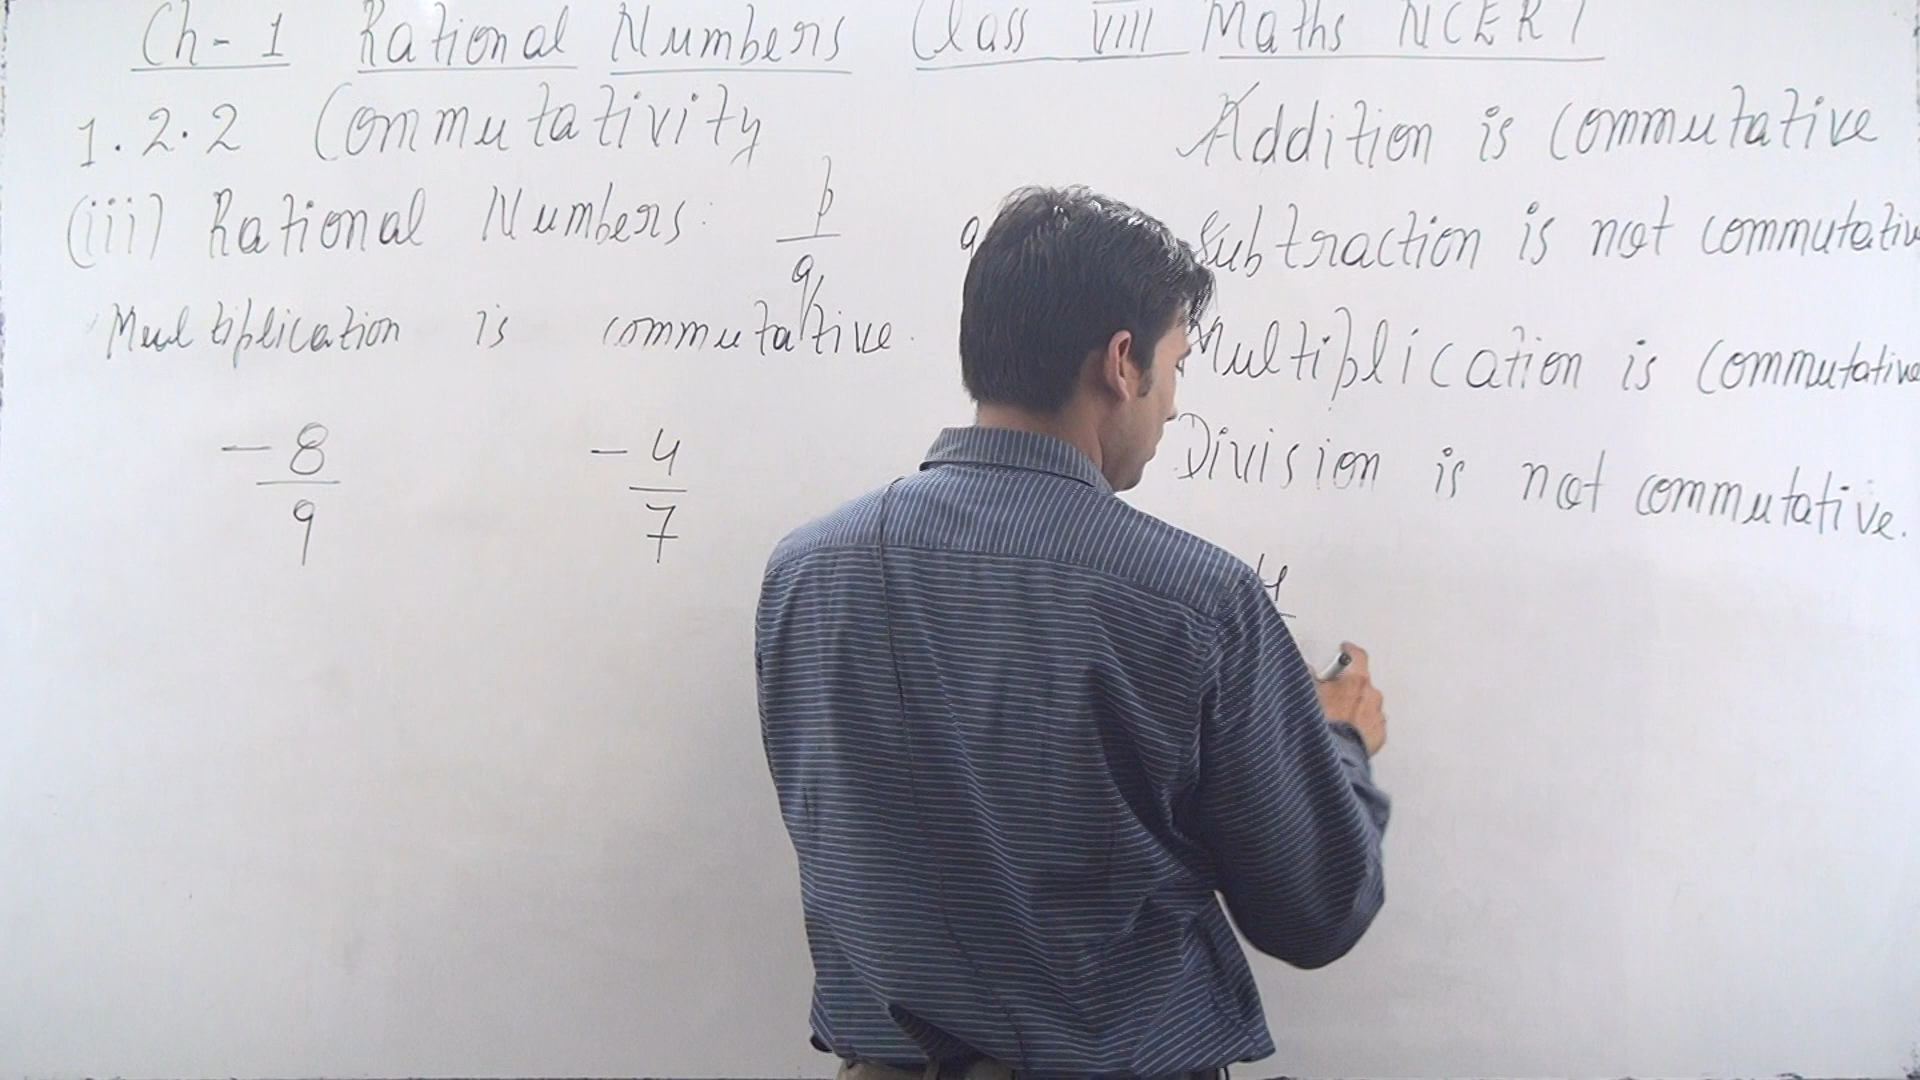 Ch-1 Rational Numbers Class VIII Maths NCERT
1.2.2 Commutativity
(iii) Rational Numbers: p/q
Multiplication is commutative.
-8/9 -4/7
Addition is commutative
Subtraction is not commutative
Multiplication is commutative
Division is not commutative.
4